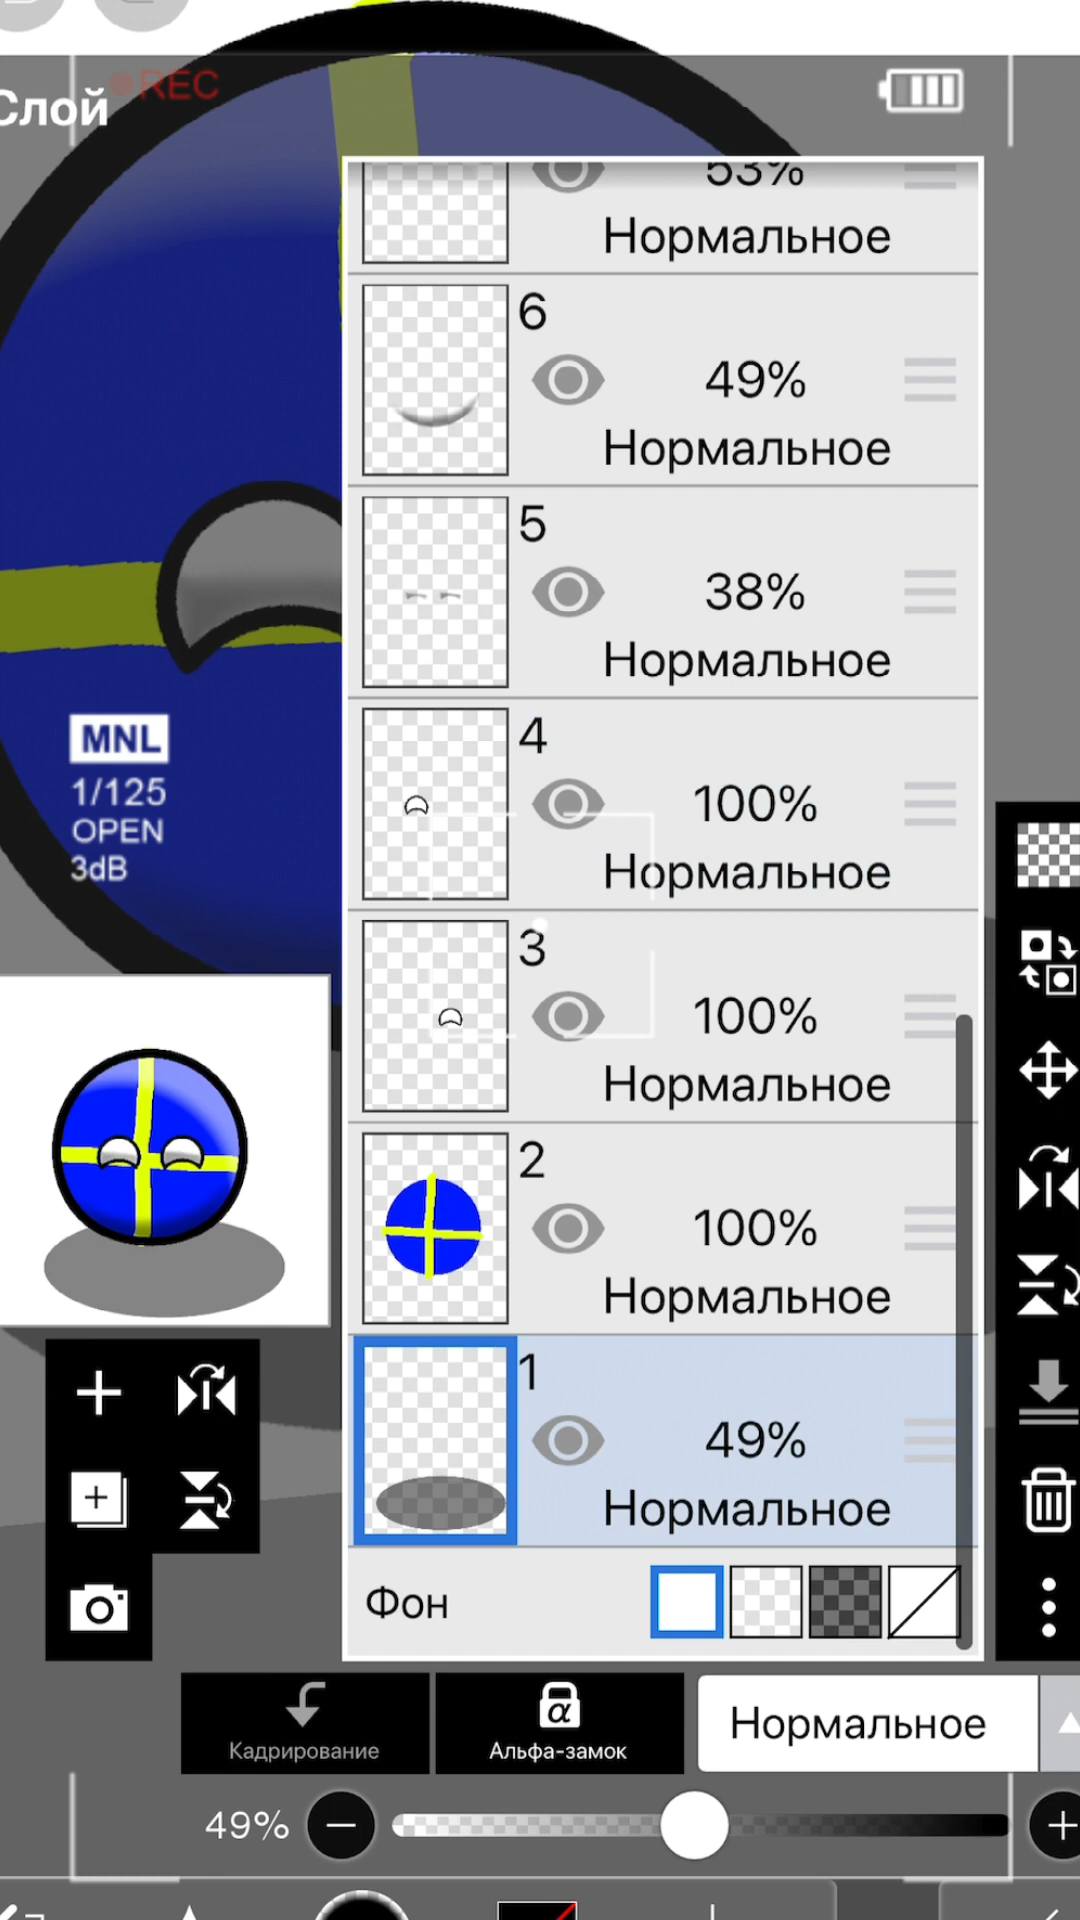 REC
Слой
53%
Нормальное
6
49%
Нормальное
5
38%
Нормальное
4
100%
Нормальное
3
100%
Нормальное
2
100%
Нормальное
1
49%
Нормальное
Фон
MNL
1/125
OPEN
3dB
Кадрирование
α
Альфа-замок
Нормальное
49%